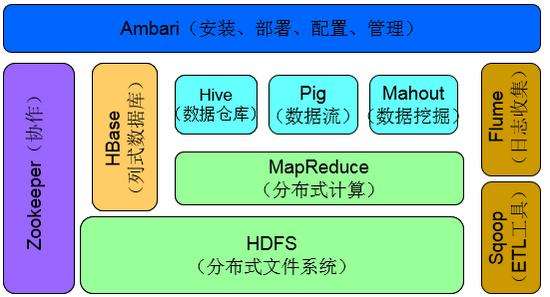 Ambari（安装、部署、配置、管理）
Zookeeper（协作）
HBase
（列式数据库）
Hive
（数据仓库）
Pig
（数据流）
Mahout
（数据挖掘）
MapReduce
（分布式计算）
HDFS
（分布式文件系统）
Flume
（日志收集）
Sqoop
（ETL工具）